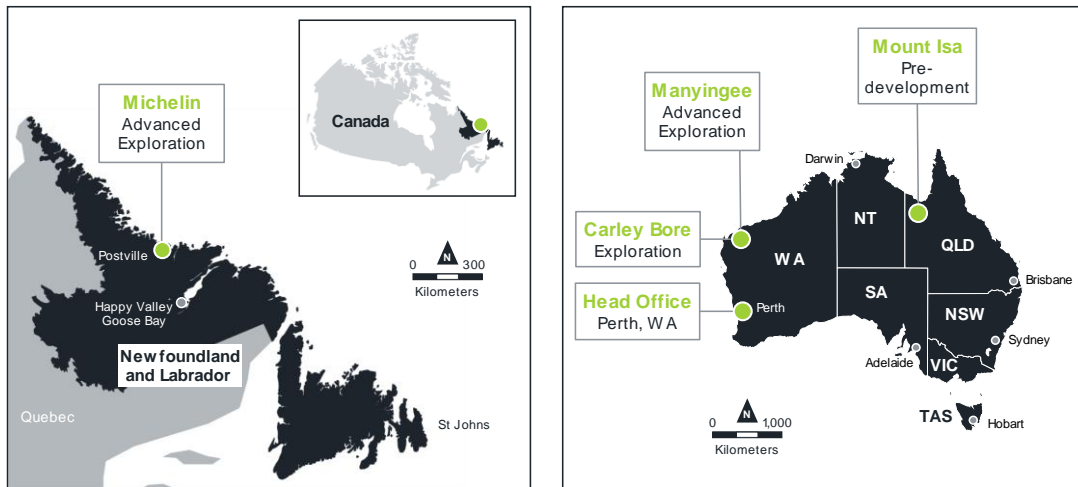 Michelin
Advanced
Exploration
Canada
Postville
Happy Valley
Goose Bay
Newfoundland
and Labrador
Quebec
St Johns
N
0 300
Kilometers
Mount Isa
Pre-
development
Manyingee
Advanced
Exploration
Carley Bore
Exploration
Head Office
Perth, WA
Darwin
NT
WA
QLD
SA
Perth
Brisbane
NSW
Sydney
Adelaide
VIC
TAS
Hobart
N
0 1,000
Kilometers